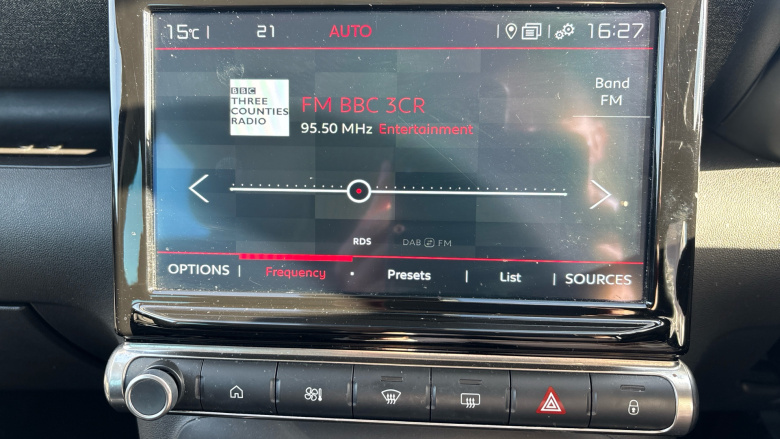 15°C | 21 AUTO 16:27
Band
FM
BBC
THREE
COUNTIES
RADIO
FM BBC 3CR
95.50 MHz Entertainment
RDS DAB FM
OPTIONS | Frequency • Presets | List | SOURCES